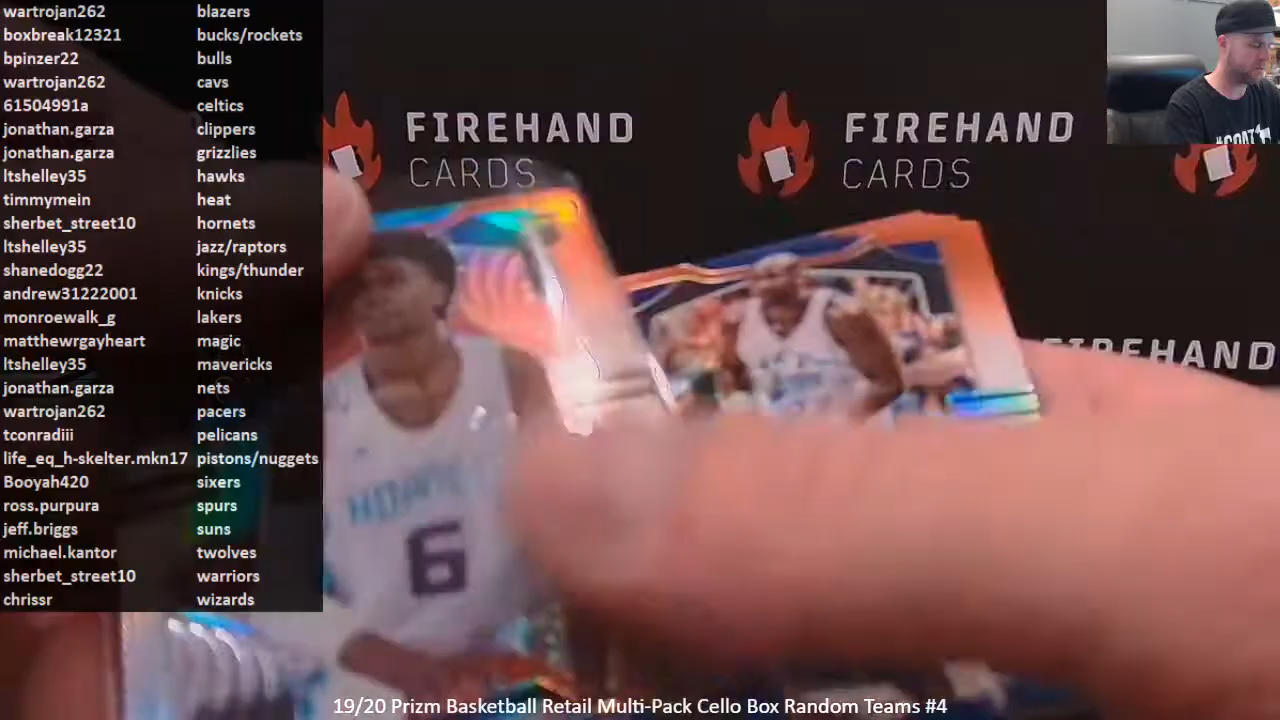 wartrojan262 blazers
boxbreak12321 bucks/rockets
bpinzer22 bulls
wartrojan262 cavs
61504991a celtics
jonathan.garza clippers
jonathan.garza grizzlies
ltshelley35 hawks
timmymein heat
sherbet_street10 hornets
ltshelley35 jazz/raptors
shanedogg22 kings/thunder
andrew31222001 knicks
monroewalk_g lakers
matthewrgayheart magic
ltshelley35 mavericks
jonathan.garza nets
wartrojan262 pacers
tconradiii pelicans
life_eq_h-skelter.mkn17 pistons/nuggets
Booyah420 sixers
ross.purpura spurs
jeff.briggs suns
michael.kantor twolves
sherbet_street10 warriors
chrissr wizards
FIREHAND
CARDS
FIREHAND
CARDS
FIREHAND
6
19/20 Prizm Basketball Retail Multi-Pack Cello Box Random Teams #4